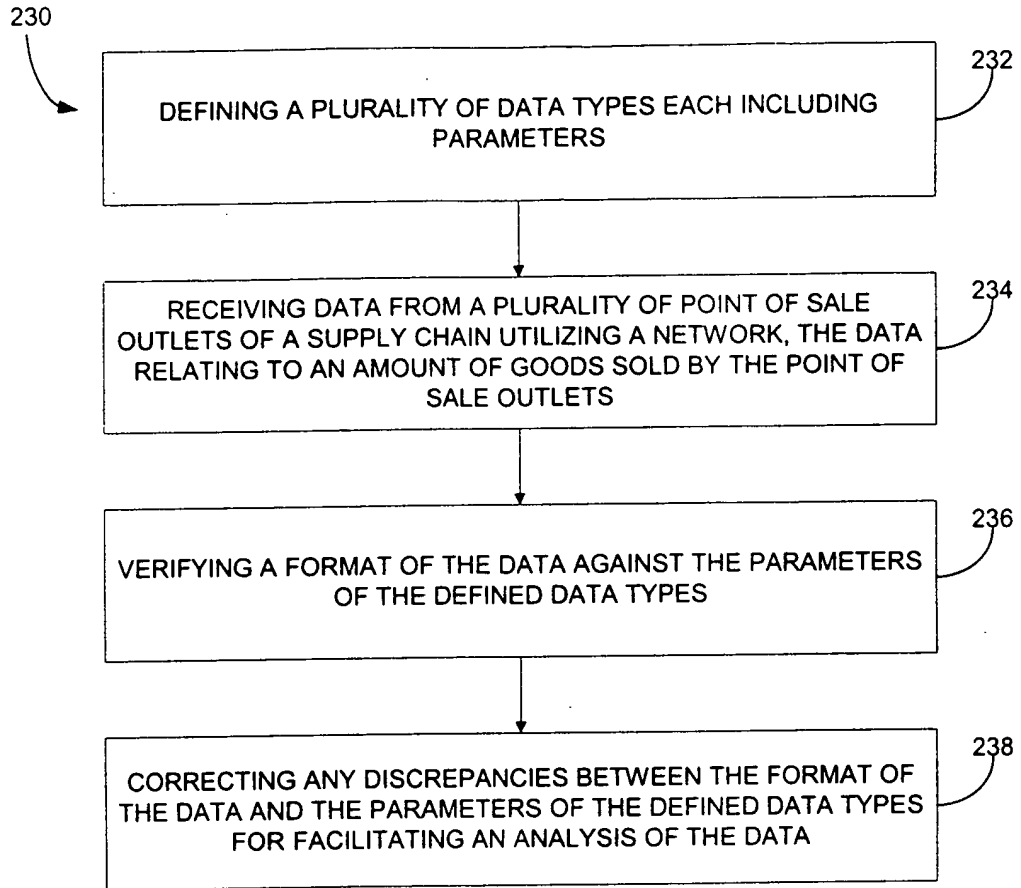 230
232
DEFINING A PLURALITY OF DATA TYPES EACH INCLUDING
PARAMETERS
234
RECEIVING DATA FROM A PLURALITY OF POINT OF SALE
OUTLETS OF A SUPPLY CHAIN UTILIZING A NETWORK, THE DATA
RELATING TO AN AMOUNT OF GOODS SOLD BY THE POINT OF
SALE OUTLETS
236
VERIFYING A FORMAT OF THE DATA AGAINST THE PARAMETERS
OF THE DEFINED DATA TYPES
238
CORRECTING ANY DISCREPANCIES BETWEEN THE FORMAT OF
THE DATA AND THE PARAMETERS OF THE DEFINED DATA TYPES
FOR FACILITATING AN ANALYSIS OF THE DATA